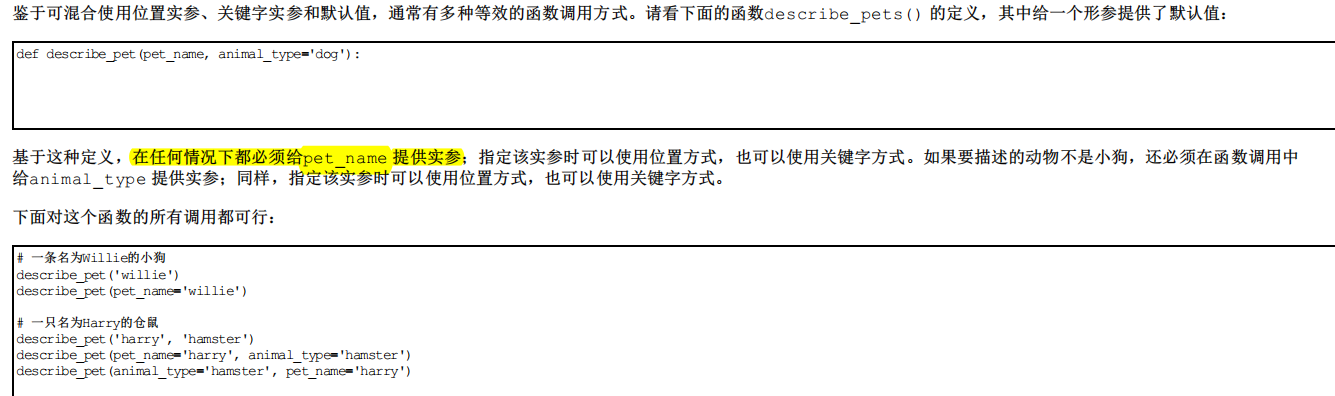 鉴于可混合使用位置实参、关键字实参和默认值，通常有多种等效的函数调用方式。请看下面的函数describe_pets() 的定义，其中给一个形参提供了默认值：
def describe_pet(pet_name, animal_type='dog'):
基于这种定义，在任何情况下都必须给pet_name 提供实参；指定该实参时可以使用位置方式，也可以使用关键字方式。如果要描述的动物不是小狗，还必须在函数调用中
给animal_type 提供实参；同样，指定该实参时可以使用位置方式，也可以使用关键字方式。
下面对这个函数的所有调用都可行：
# 一条名为Willie的小狗
describe_pet('willie')
describe_pet(pet_name='willie')
# 一只名为Harry的仓鼠
describe_pet('harry', 'hamster')
describe_pet(pet_name='harry', animal_type='hamster')
describe_pet(animal_type='hamster', pet_name='harry')